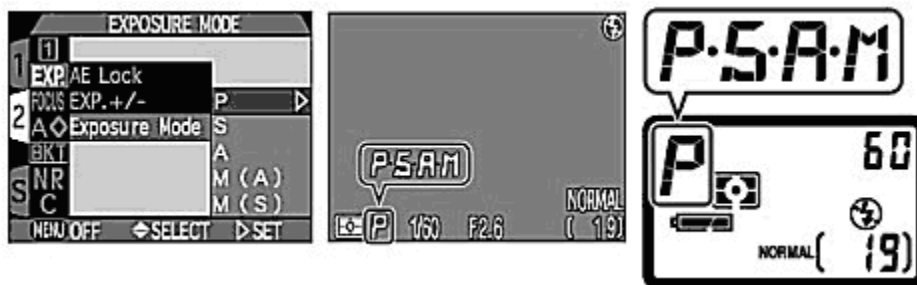 EXPOSURE MODE
1
1
EXP. AE Lock
FOCUS EXP.+/- P
2
A Exposure Mode S
BKT A
S
NR M (A)
C M (S)
MENU OFF SELECT SET
P·S·A·M
NORMAL
P 1/60 F2.6 ( 19)
P·S·A·M
P 60
NORMAL ( 19)